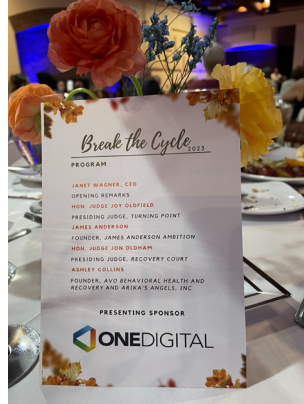 Break the Cycle
2023
PROGRAM
JANET WAGNER, CEO
OPENING REMARKS
HON. JUDGE JOY OLDFIELD
PRESIDING JUDGE, TURNING POINT
JAMES ANDERSON
FOUNDER, JAMES ANDERSON AMBITION
HON. JUDGE JON OLDHAM
PRESIDING JUDGE, RECOVERY COURT
ASHLEY COLLINS
FOUNDER, AVO BEHAVIORAL HEALTH AND
RECOVERY AND ARIKA'S ANGELS, INC
PRESENTING SPONSOR
ONEDIGITAL